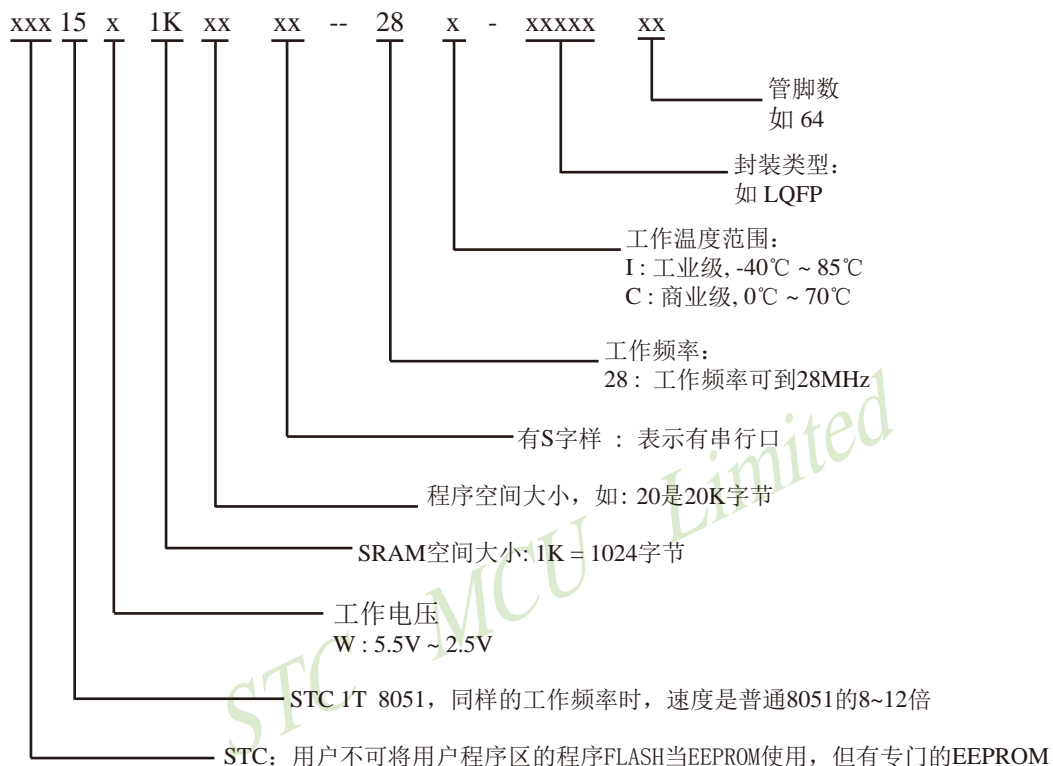 xxx 15 x 1K xx xx -- 28 x - xxxxx xx
管脚数
如 64
封装类型:
如 LQFP
工作温度范围:
I : 工业级, -40℃ ~ 85℃
C : 商业级, 0℃ ~ 70℃
工作频率:
28 : 工作频率可到28MHz
有S字样 : 表示有串行口
程序空间大小，如: 20是20K字节
SRAM空间大小: 1K = 1024字节
工作电压
W : 5.5V ~ 2.5V
STC 1T 8051，同样的工作频率时，速度是普通8051的8~12倍
STC: 用户不可将用户程序区的程序FLASH当EEPROM使用，但有专门的EEPROM
STC MCU Limited